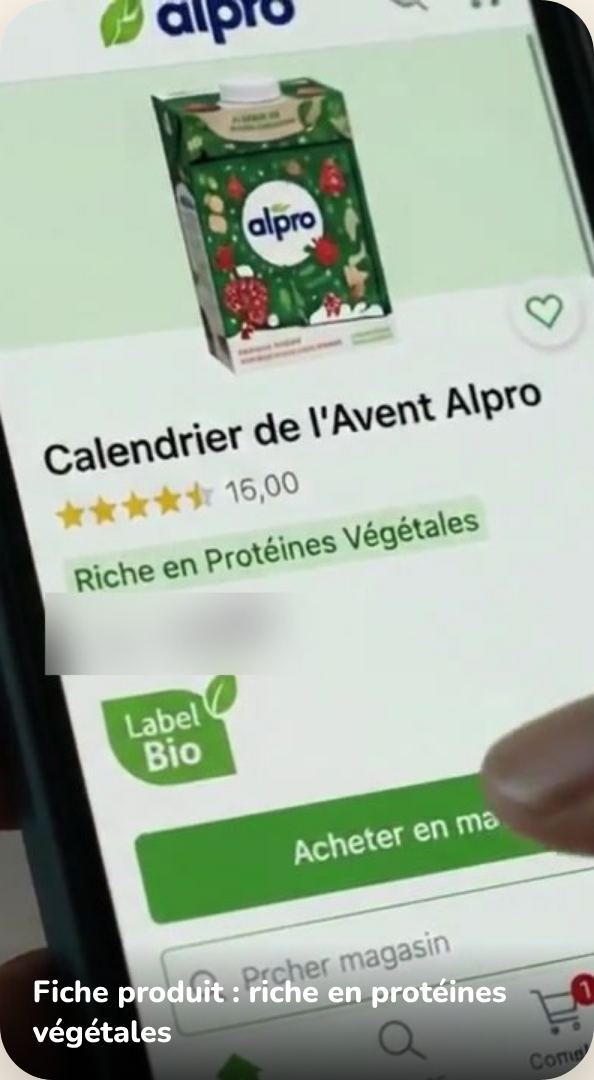 alpro
alpro
Calendrier de l'Avent Alpro
16,00
Riche en Protéines Végétales
Label
Bio
Acheter en ma
Prcher magasin
1
Fiche produit : riche en protéines
végétales